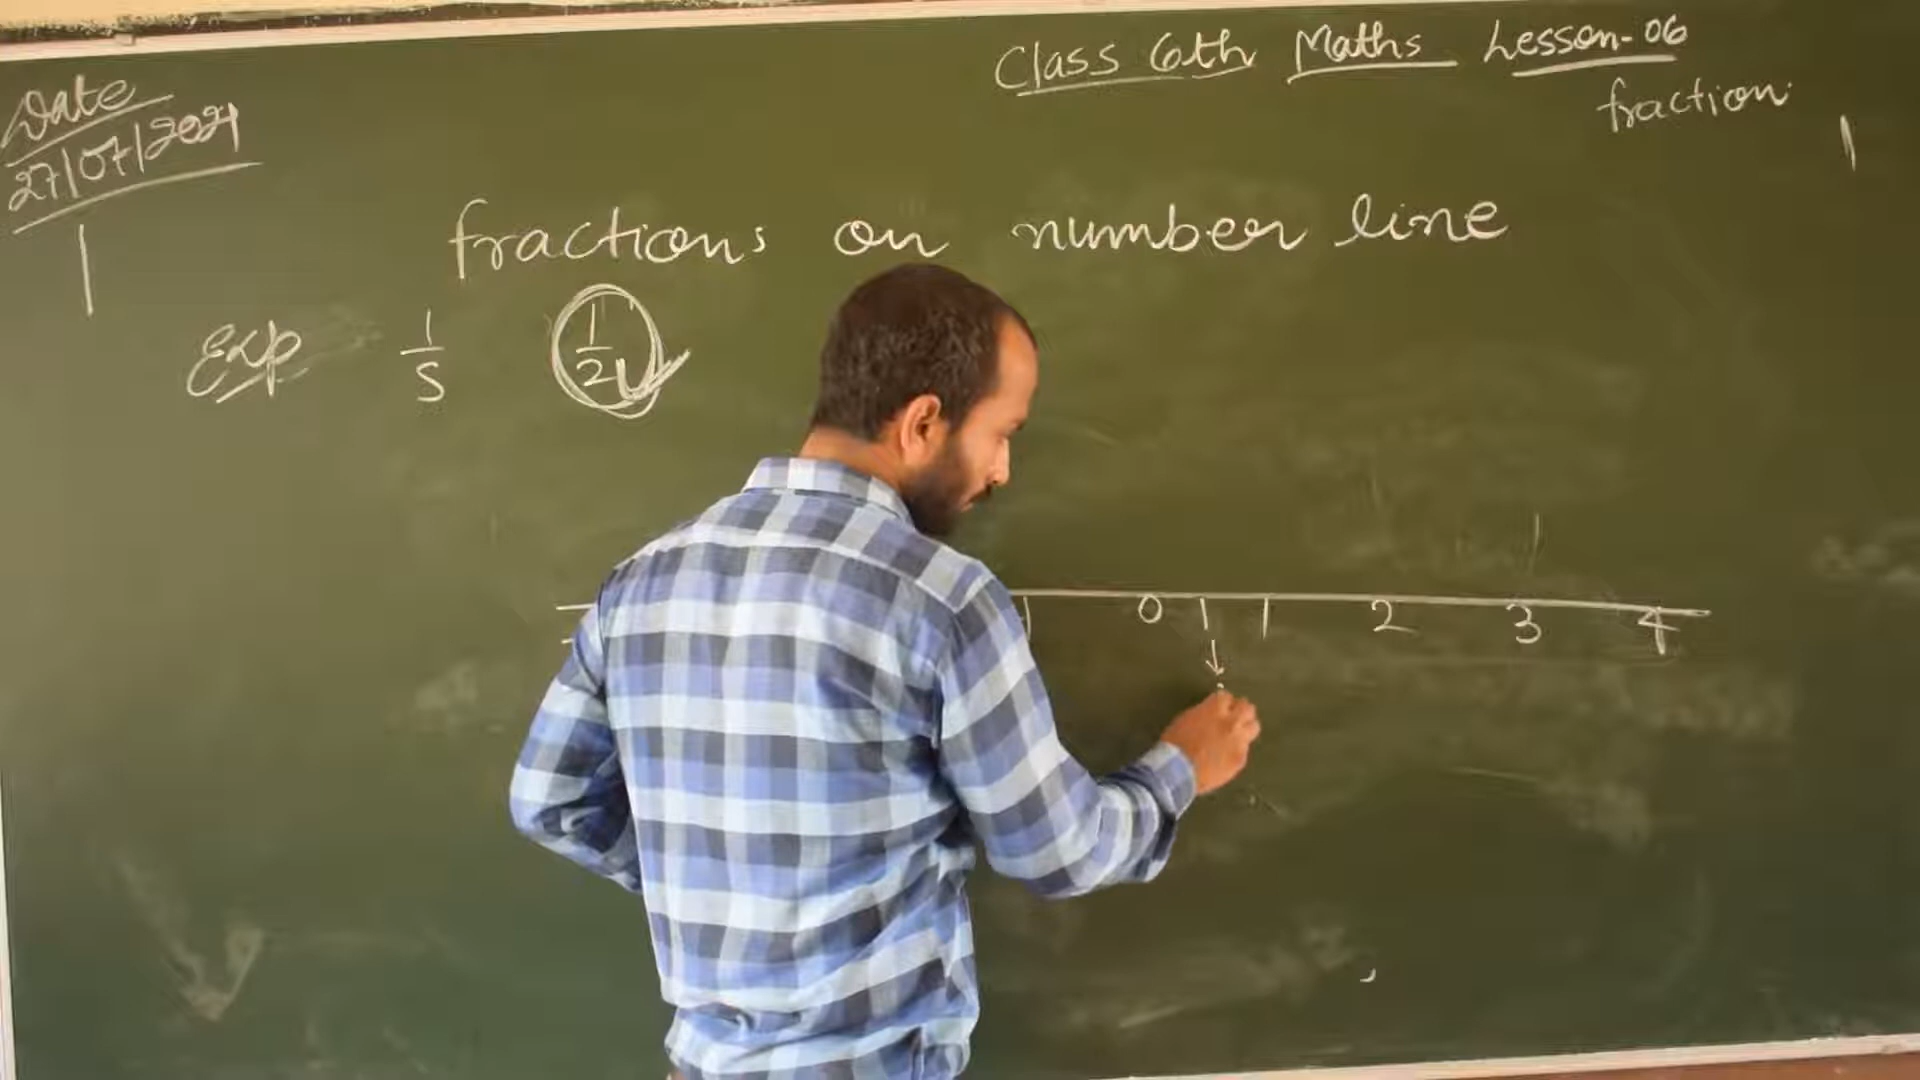 Class 6th Maths Lesson-06
fraction
Date
27/07/2021
fractions on number line
Exp 1/5 1/2
0 1 2 3 4